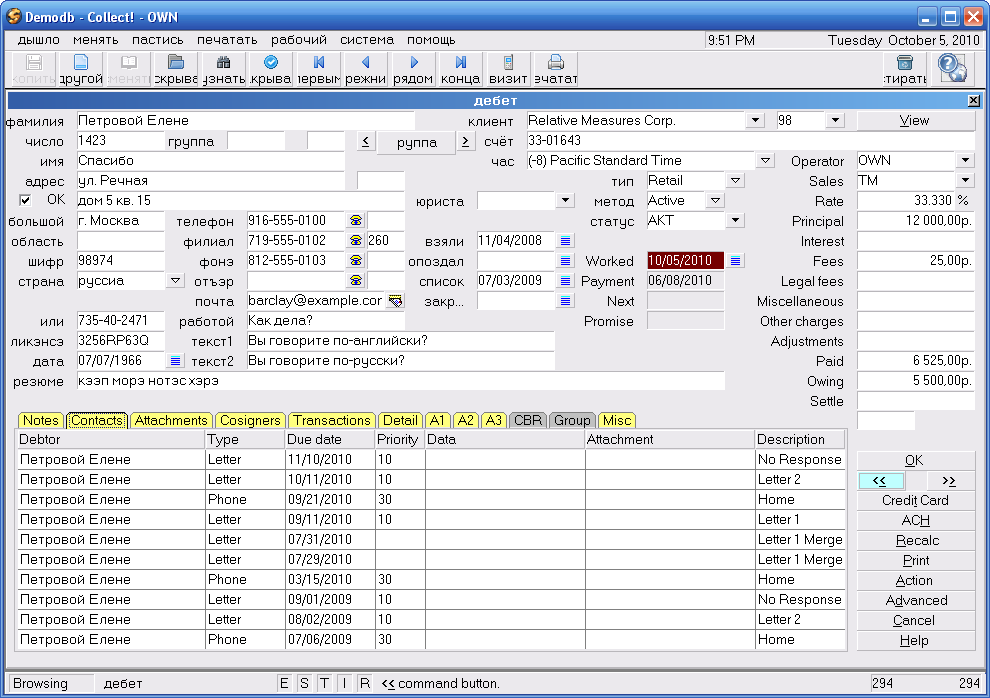 Demodb - Collect! - OWN
дышло менять пастись печатать рабочий система помощь 9:51 PM Tuesday October 5, 2010
копить другой менят скрыва узнать крыва первым режни рядом конца визит ечатат тирать
дебет
фамилия Петровой Елене клиент Relative Measures Corp. 98 View
число 1423 группа < руппа > счёт 33-01643
имя Спасибо час (-8) Pacific Standard Time Operator OWN
адрес ул. Речная тип Retail Sales TM
OK дом 5 кв. 15 юриста метод Active Rate 33.330 %
большой г. Москва телефон 916-555-0100 статус АКТ Principal 12 000,00р.
область филиал 719-555-0102 260 взяли 11/04/2008 Interest
шифр 98974 фонэ 812-555-0103 опоздал Worked 10/05/2010 Fees 25,00р.
страна руссиа отъэр список 07/03/2009 Payment 06/08/2010 Legal fees
почта barclay@example.cor закр... Next Miscellaneous
или 735-40-2471 работой Как дела? Promise Other charges
ликэнсэ 3256RP63Q текст1 Вы говорите по-английски? Adjustments
дата 07/07/1966 текст2 Вы говорите по-русски? Paid 6 525,00р.
резюме кээп морэ нотэс хэрэ Owing 5 500,00р.
Settle
Notes Contacts Attachments Cosigners Transactions Detail A1 A2 A3 CBR Group Misc
Debtor Type Due date Priority Data Attachment Description
Петровой Елене Letter 11/10/2010 10 No Response
Петровой Елене Letter 10/11/2010 10 Letter 2
Петровой Елене Phone 09/21/2010 30 Home
Петровой Елене Letter 09/11/2010 10 Letter 1
Петровой Елене Letter 07/31/2010 Letter 1 Merge
Петровой Елене Letter 07/29/2010 Letter 1 Merge
Петровой Елене Phone 03/15/2010 30 Home
Петровой Елене Letter 09/01/2009 10 No Response
Петровой Елене Letter 08/02/2009 10 Letter 2
Петровой Елене Phone 07/06/2009 30 Home
OK
<< >>
Credit Card
ACH
Recalc
Print
Action
Advanced
Cancel
Help
Browsing дебет E S T I R << command button. 294 294